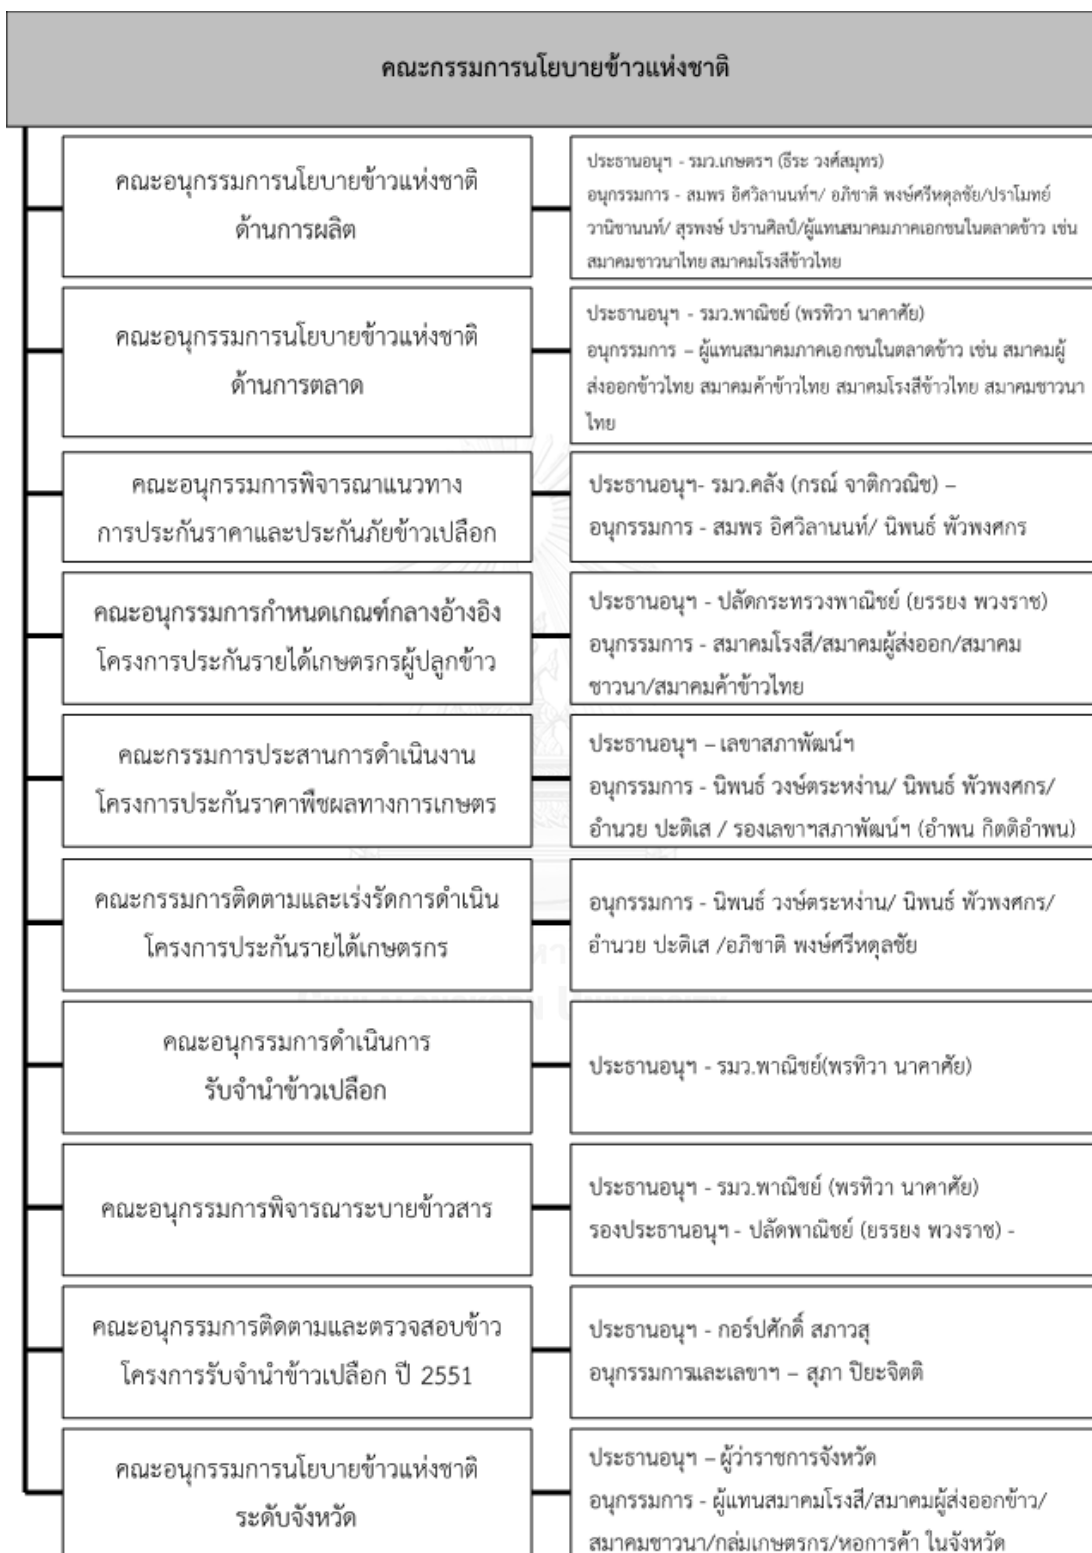 คณะกรรมการนโยบายข้าวแห่งชาติ
คณะอนุกรรมการนโยบายข้าวแห่งชาติ
ด้านการผลิต
ประธานอนุฯ - รมว.เกษตรฯ (ธีระ วงศ์สมุทร)
อนุกรรมการ - สมพร อิศวิลานนท์ฯ/ อภิชาติ พงษ์ศรีหดุลชัย/ปราโมทย์
วานิชานนท์/ สุรพงษ์ ปรานศิลป์/ผู้แทนสมาคมภาคเอกชนในตลาดข้าว เช่น
สมาคมชาวนาไทย สมาคมโรงสีข้าวไทย
คณะอนุกรรมการนโยบายข้าวแห่งชาติ
ด้านการตลาด
ประธานอนุฯ - รมว.พาณิชย์ (พรทิวา นาคาศัย)
อนุกรรมการ – ผู้แทนสมาคมภาคเอกชนในตลาดข้าว เช่น สมาคมผู้
ส่งออกข้าวไทย สมาคมค้าข้าวไทย สมาคมโรงสีข้าวไทย สมาคมชาวนา
ไทย
คณะอนุกรรมการพิจารณาแนวทาง
การประกันราคาและประกันภัยข้าวเปลือก
ประธานอนุฯ- รมว.คลัง (กรณ์ จาติกวณิช) –
อนุกรรมการ - สมพร อิศวิลานนท์/ นิพนธ์ พัวพงศกร
คณะอนุกรรมการกำหนดเกณฑ์กลางอ้างอิง
โครงการประกันรายได้เกษตรกรผู้ปลูกข้าว
ประธานอนุฯ - ปลัดกระทรวงพาณิชย์ (ยรรยง พวงราช)
อนุกรรมการ - สมาคมโรงสี/สมาคมผู้ส่งออก/สมาคม
ชาวนา/สมาคมค้าข้าวไทย
คณะกรรมการประสานการดำเนินงาน
โครงการประกันราคาพืชผลทางการเกษตร
ประธานอนุฯ – เลขาสภาพัฒน์ฯ
อนุกรรมการ - นิพนธ์ วงษ์ตระหง่าน/ นิพนธ์ พัวพงศกร/
อำนวย ปะติเส / รองเลขาฯสภาพัฒน์ฯ (อำพน กิตติอำพน)
คณะกรรมการติดตามและเร่งรัดการดำเนิน
โครงการประกันรายได้เกษตรกร
อนุกรรมการ - นิพนธ์ วงษ์ตระหง่าน/ นิพนธ์ พัวพงศกร/
อำนวย ปะติเส /อภิชาติ พงษ์ศรีหดุลชัย
คณะอนุกรรมการดำเนินการ
รับจำนำข้าวเปลือก
ประธานอนุฯ - รมว.พาณิชย์(พรทิวา นาคาศัย)
คณะอนุกรรมการพิจารณาระบายข้าวสาร
ประธานอนุฯ - รมว.พาณิชย์ (พรทิวา นาคาศัย)
รองประธานอนุฯ - ปลัดพาณิชย์ (ยรรยง พวงราช) -
คณะอนุกรรมการติดตามและตรวจสอบข้าว
โครงการรับจำนำข้าวเปลือก ปี 2551
ประธานอนุฯ - กอร์ปศักดิ์ สภาวสุ
อนุกรรมการและเลขาฯ – สุภา ปิยะจิตติ
คณะอนุกรรมการนโยบายข้าวแห่งชาติ
ระดับจังหวัด
ประธานอนุฯ – ผู้ว่าราชการจังหวัด
อนุกรรมการ - ผู้แทนสมาคมโรงสี/สมาคมผู้ส่งออกข้าว/
สมาคมชาวนา/กลุ่มเกษตรกร/หอการค้า ในจังหวัด